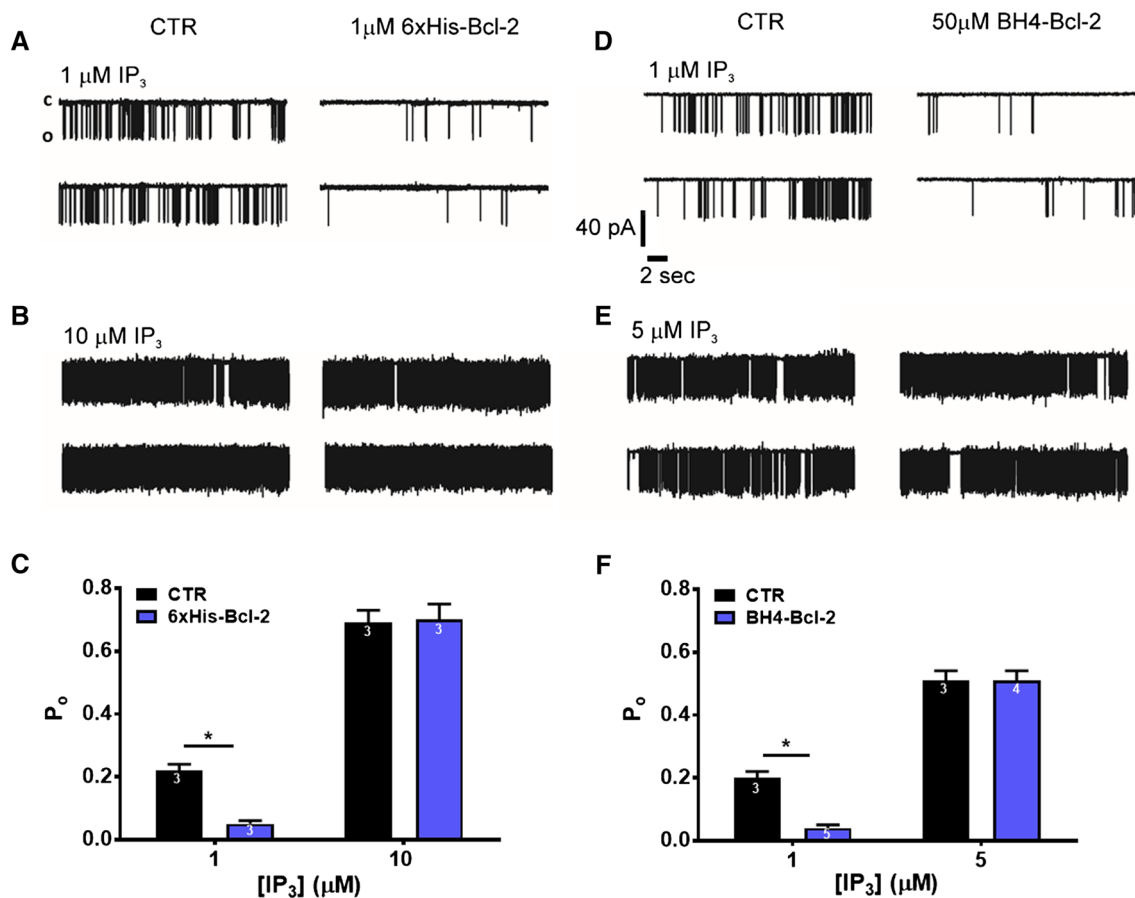 A
CTR
1μM 6xHis-Bcl-2
1 μM IP3
c
o
D
CTR
50μM BH4-Bcl-2
1 μM IP3
40 pA
2 sec
B
10 μM IP3
E
5 μM IP3
C
0.8
0.6
0.4
0.2
0.0
Po
CTR
6xHis-Bcl-2
*
3
3
3
3
1
10
[IP3] (μM)
F
0.8
0.6
0.4
0.2
0.0
Po
CTR
BH4-Bcl-2
*
3
5
3
4
1
5
[IP3] (μM)